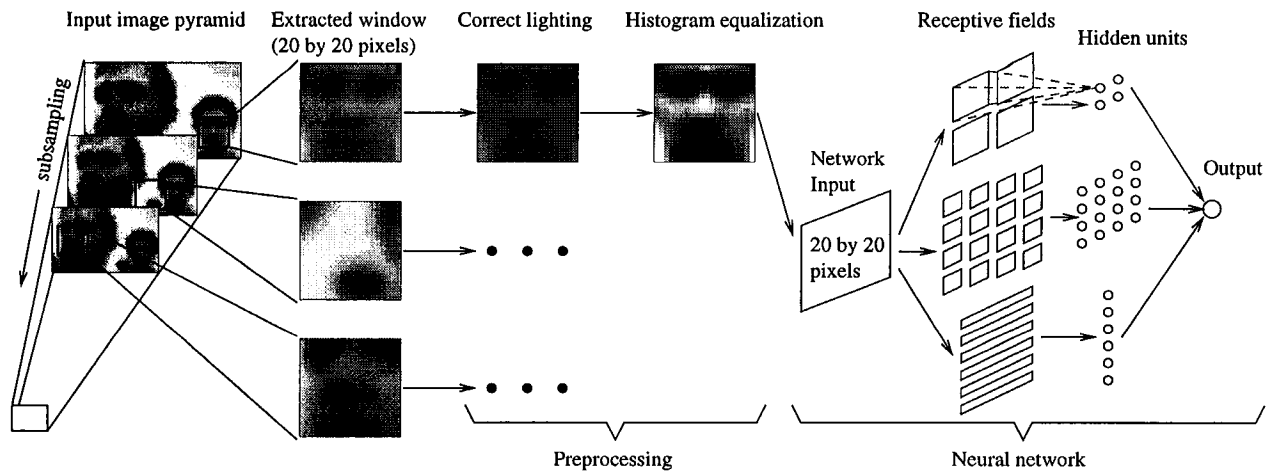 Input image pyramid
Extracted window
(20 by 20 pixels)
Correct lighting
Histogram equalization
Receptive fields
Hidden units
subsampling
Network
Input
20 by 20
pixels
Output
Preprocessing
Neural network